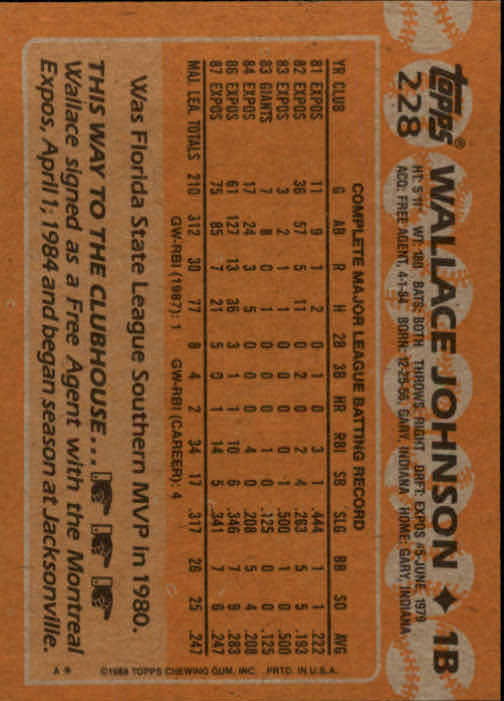 topps® WALLACE JOHNSON ✦ 1B
228 HT: 5'11" WT: 180 BATS: BOTH THROWS: RIGHT DRFT: EXPOS #5-JUNE, 1979
ACQ: FREE AGENT, 4-1-84 BORN: 12-25-56, GARY, INDIANA HOME: GARY, INDIANA
COMPLETE MAJOR LEAGUE BATTING RECORD
YR CLUB G AB R H 2B 3B HR RBI SB SLG BB SO AVG
81 EXPOS 11 9 1 2 0 1 0 3 1 .444 1 1 .222
82 EXPOS 36 57 5 11 0 2 0 2 4 .263 5 5 .193
83 EXPOS 3 2 1 1 0 0 0 0 1 .500 1 0 .500
83 GIANTS 7 8 0 1 0 0 0 1 0 .125 0 0 .125
84 EXPOS 17 24 3 5 0 0 0 4 0 .208 5 4 .208
86 EXPOS 61 127 13 36 3 1 1 10 6 .346 7 9 .283
87 EXPOS 75 85 7 21 5 0 1 14 5 .341 7 6 .247
MAJ. LEA. TOTALS 210 312 30 77 8 4 2 34 17 .317 26 25 .247
GW-RBI (1987): 1 GW-RBI (CAREER): 4
Was Florida State League Southern MVP in 1980.
THIS WAY TO THE CLUBHOUSE...
Wallace signed as a Free Agent with the Montreal
Expos, April 1, 1984 and began season at Jacksonville.
©1988 TOPPS CHEWING GUM, INC. PRTD. IN U.S.A. A*